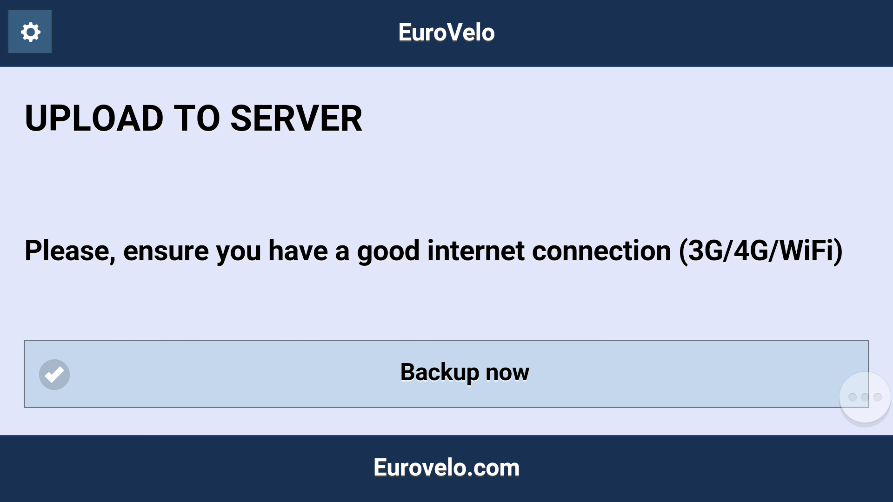 EuroVelo
UPLOAD TO SERVER
Please, ensure you have a good internet connection (3G/4G/WiFi)
Backup now
Eurovelo.com